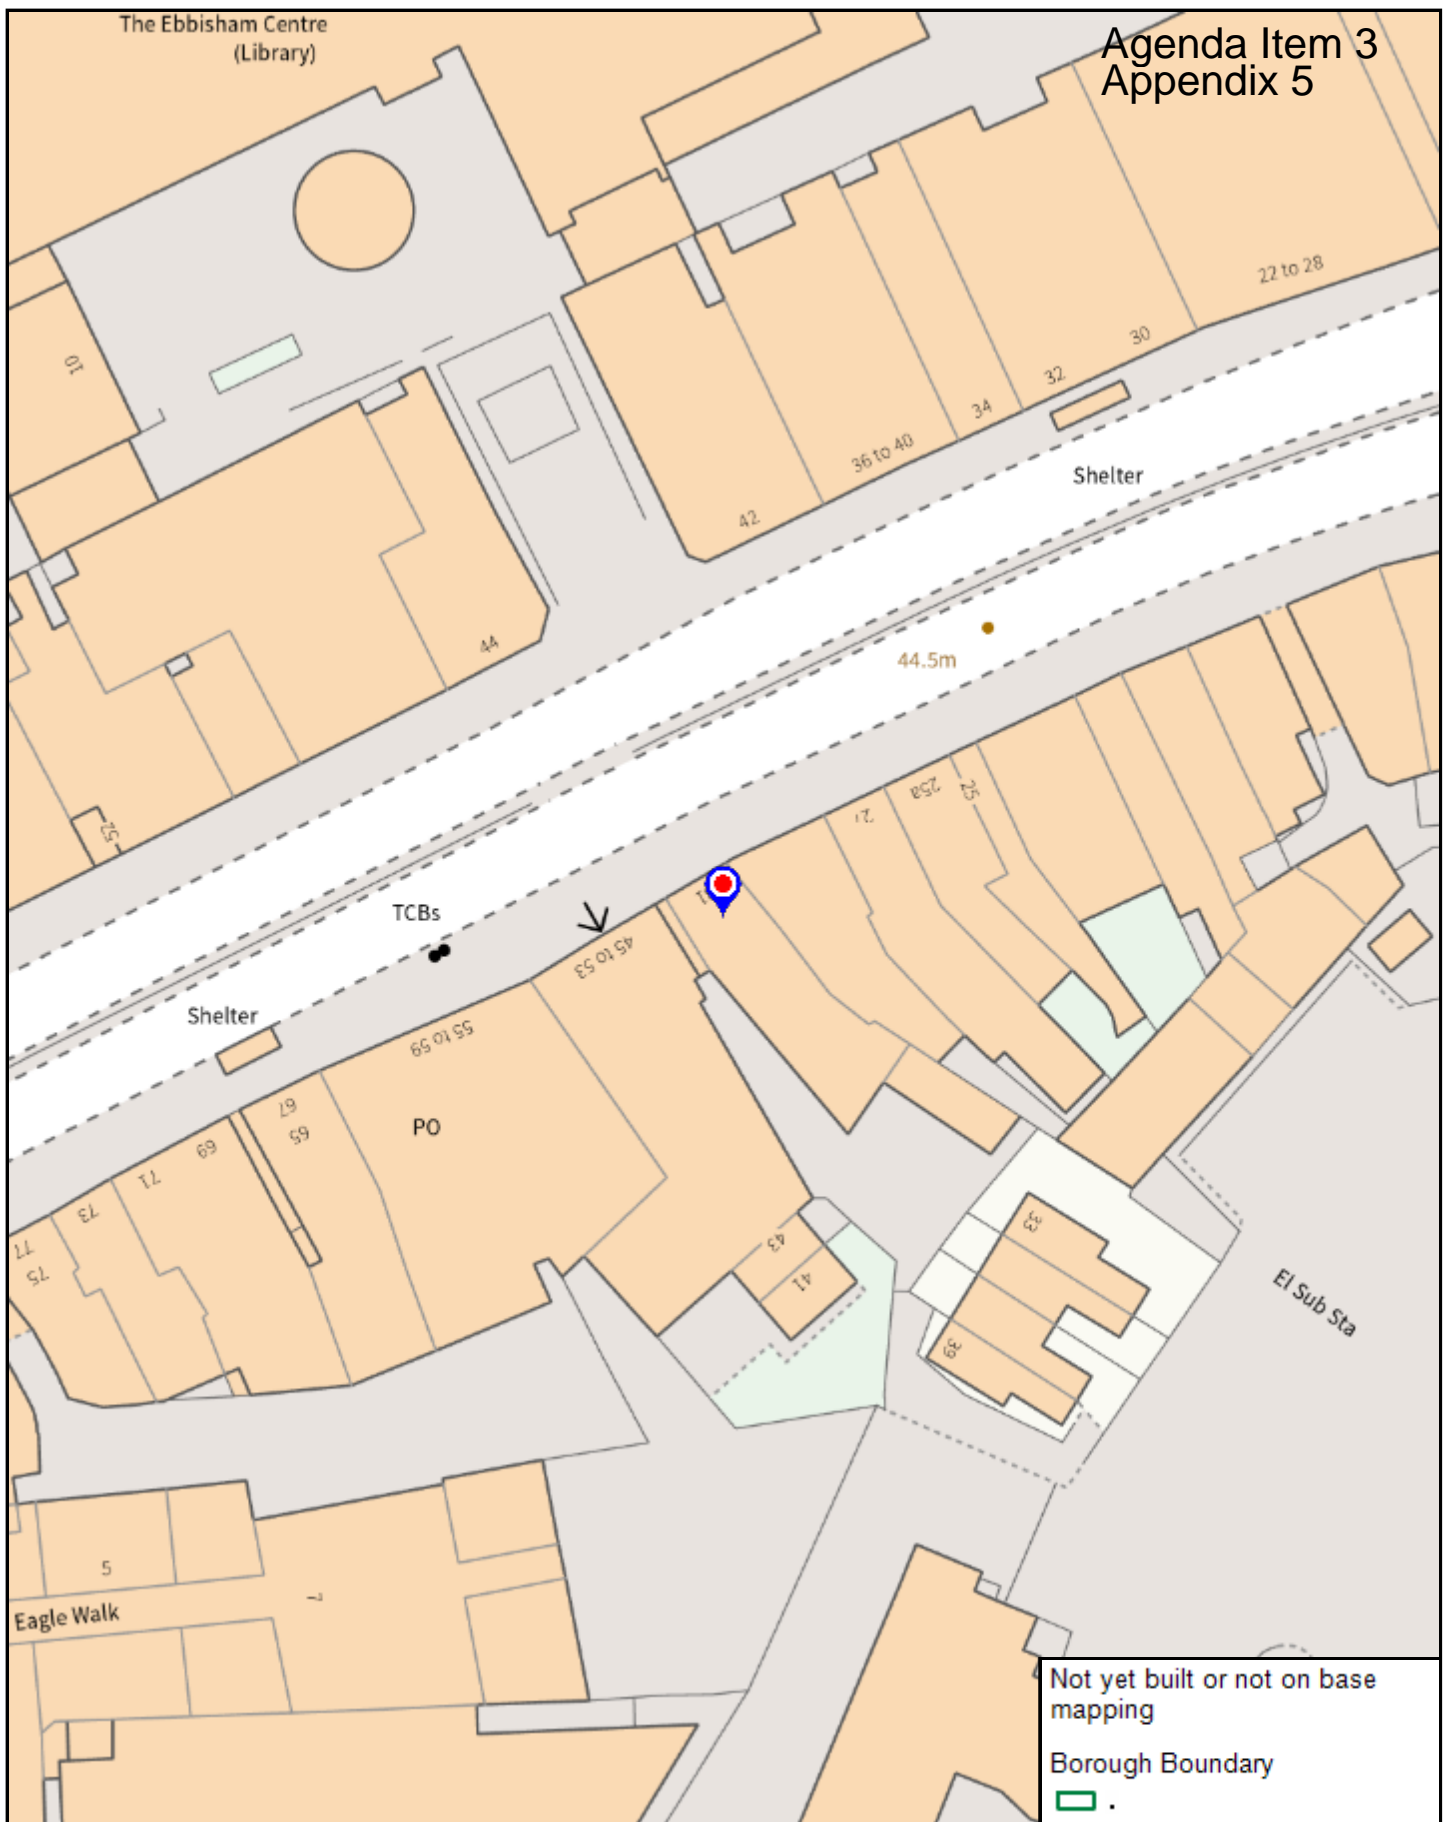 The Ebbisham Centre
(Library)
Agenda Item 3
Appendix 5
22 to 28
30
32
34
36 to 40
42
10
Shelter
44
44.5m
52
25
25a
TCBs
45 to 53
Shelter
55 to 59
67
65
PO
69
71
73
77
75
43
41
33
39
El Sub Sta
5
7
Eagle Walk
Not yet built or not on base
mapping
Borough Boundary
.